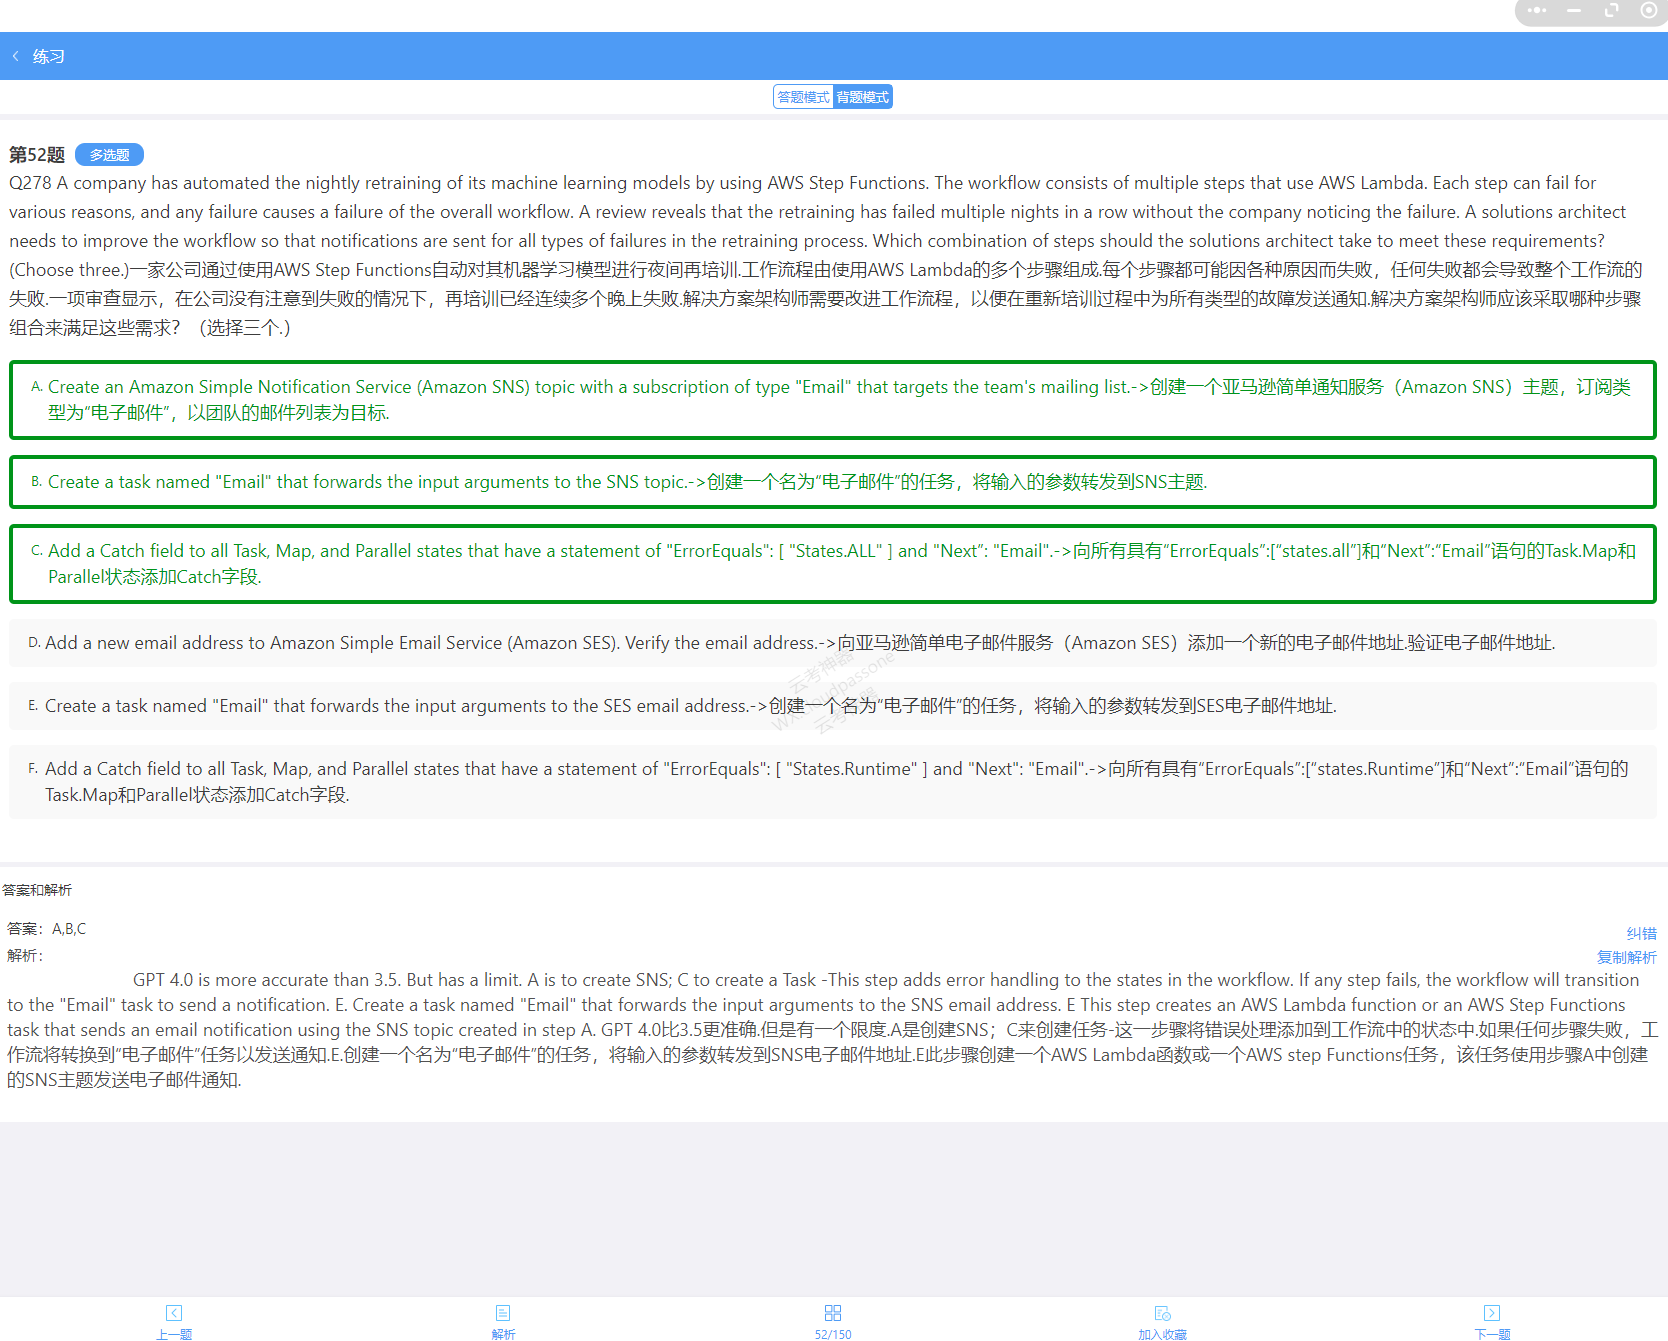 练习
答题模式 背题模式
第52题 多选题
Q278 A company has automated the nightly retraining of its machine learning models by using AWS Step Functions. The workflow consists of multiple steps that use AWS Lambda. Each step can fail for
various reasons, and any failure causes a failure of the overall workflow. A review reveals that the retraining has failed multiple nights in a row without the company noticing the failure. A solutions architect
needs to improve the workflow so that notifications are sent for all types of failures in the retraining process. Which combination of steps should the solutions architect take to meet these requirements?
(Choose three.)一家公司通过使用AWS Step Functions自动对其机器学习模型进行夜间再培训.工作流程由使用AWS Lambda的多个步骤组成.每个步骤都可能因各种原因而失败，任何失败都会导致整个工作流的
失败.一项审查显示，在公司没有注意到失败的情况下，再培训已经连续多个晚上失败.解决方案架构师需要改进工作流程，以便在重新培训过程中为所有类型的故障发送通知.解决方案架构师应该采取哪种步骤
组合来满足这些需求？（选择三个.）
A. Create an Amazon Simple Notification Service (Amazon SNS) topic with a subscription of type "Email" that targets the team's mailing list.->创建一个亚马逊简单通知服务（Amazon SNS）主题，订阅类
型为“电子邮件”，以团队的邮件列表为目标.
B. Create a task named "Email" that forwards the input arguments to the SNS topic.->创建一个名为“电子邮件”的任务，将输入的参数转发到SNS主题.
C. Add a Catch field to all Task, Map, and Parallel states that have a statement of "ErrorEquals": [ "States.ALL" ] and "Next": "Email".->向所有具有“ErrorEquals”:[“states.all”]和“Next”:“Email”语句的Task.Map和
Parallel状态添加Catch字段.
D. Add a new email address to Amazon Simple Email Service (Amazon SES). Verify the email address.->向亚马逊简单电子邮件服务（Amazon SES）添加一个新的电子邮件地址.验证电子邮件地址.
E. Create a task named "Email" that forwards the input arguments to the SES email address.->创建一个名为“电子邮件”的任务，将输入的参数转发到SES电子邮件地址.
F. Add a Catch field to all Task, Map, and Parallel states that have a statement of "ErrorEquals": [ "States.Runtime" ] and "Next": "Email".->向所有具有“ErrorEquals”:[“states.Runtime”]和“Next”:“Email”语句的
Task.Map和Parallel状态添加Catch字段.
答案和解析
答案：A,B,C
纠错
解析：
复制解析
GPT 4.0 is more accurate than 3.5. But has a limit. A is to create SNS; C to create a Task -This step adds error handling to the states in the workflow. If any step fails, the workflow will transition
to the "Email" task to send a notification. E. Create a task named "Email" that forwards the input arguments to the SNS email address. E This step creates an AWS Lambda function or an AWS Step Functions
task that sends an email notification using the SNS topic created in step A. GPT 4.0比3.5更准确.但是有一个限度.A是创建SNS；C来创建任务-这一步骤将错误处理添加到工作流中的状态中.如果任何步骤失败，工
作流将转换到“电子邮件”任务以发送通知.E.创建一个名为“电子邮件”的任务，将输入的参数转发到SNS电子邮件地址.E此步骤创建一个AWS Lambda函数或一个AWS step Functions任务，该任务使用步骤A中创建
的SNS主题发送电子邮件通知.
上一题 解析 52/150 加入收藏 下一题